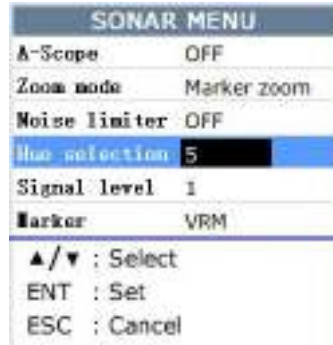 SONAR MENU
A-Scope OFF
Zoom mode Marker zoom
Noise limiter OFF
Hue selection 5
Signal level 1
Marker VRM
▲/▼ : Select
ENT : Set
ESC : Cancel